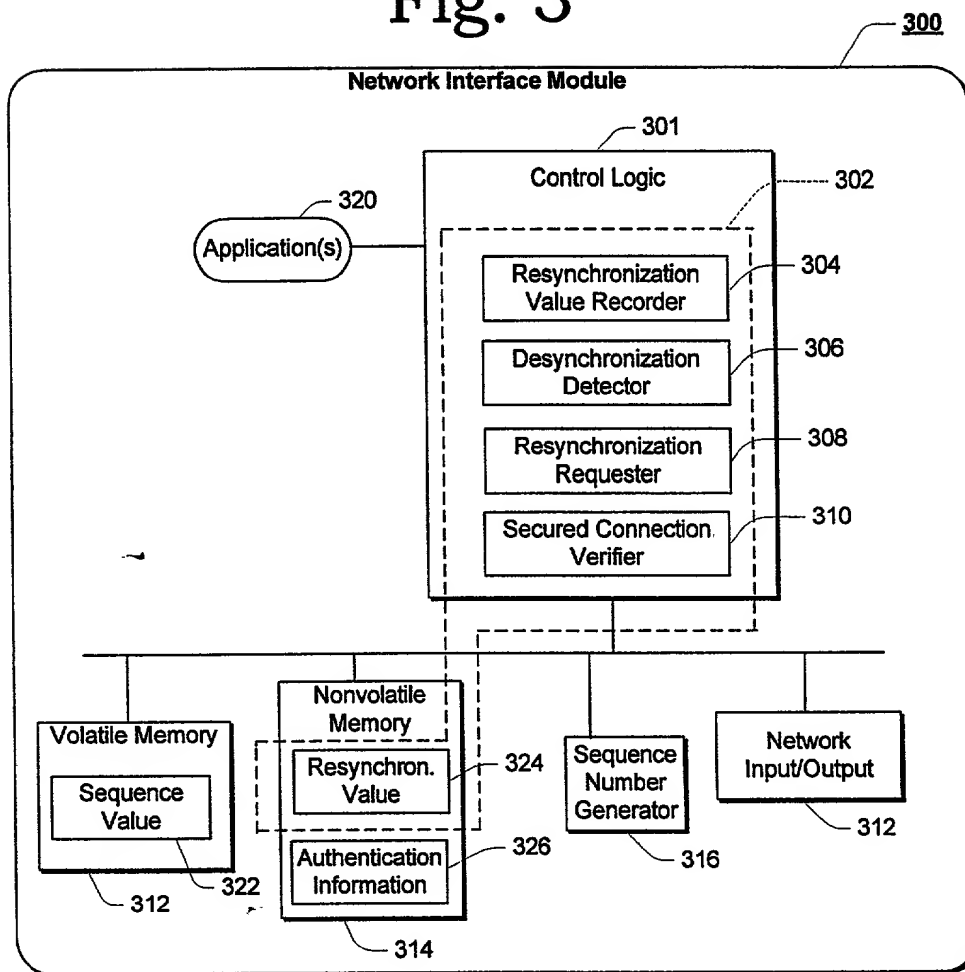 Fig. 3
300
Network Interface Module
301
Control Logic
302
320
Application(s)
Resynchronization
Value Recorder
304
Desynchronization
Detector
306
Resynchronization
Requester
308
Secured Connection
Verifier
310
Volatile Memory
Sequence
Value
322
312
Nonvolatile
Memory
Resynchron.
Value
324
Authentication
Information
326
314
Sequence
Number
Generator
316
Network
Input/Output
312